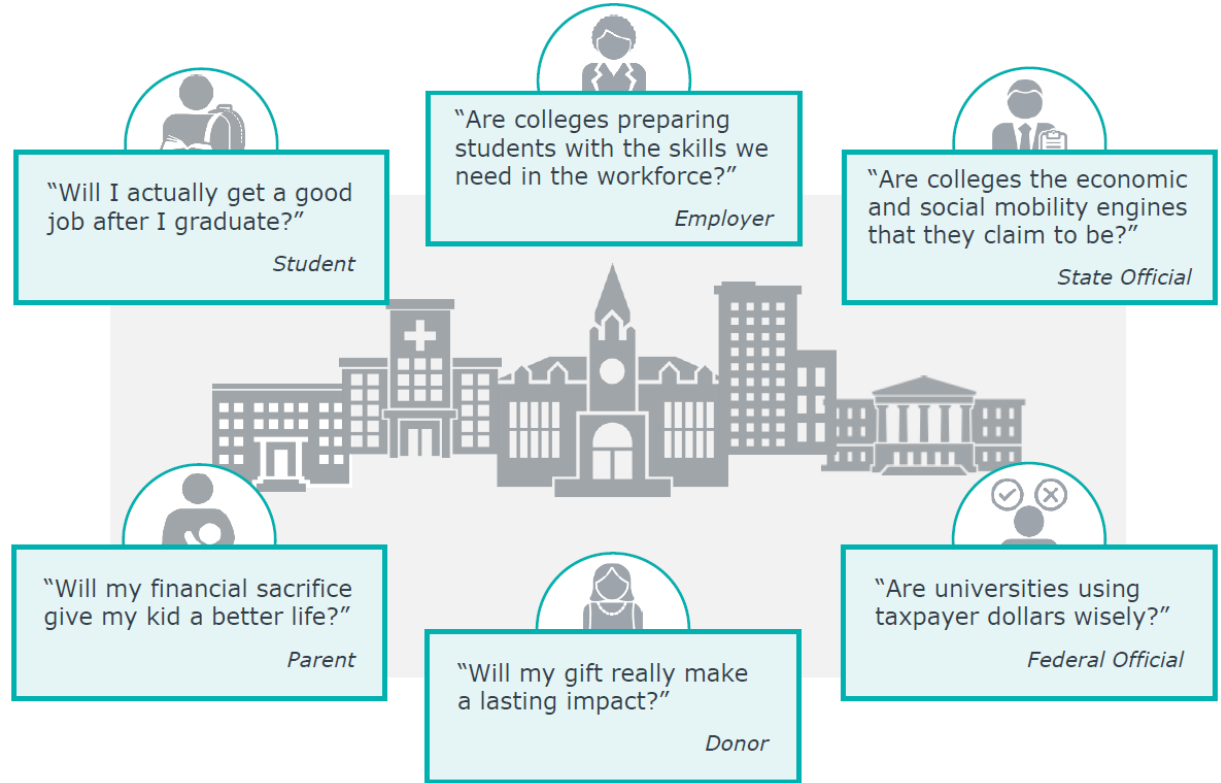 “Will I actually get a good
job after I graduate?”
Student
“Are colleges preparing
students with the skills we
need in the workforce?”
Employer
“Are colleges the economic
and social mobility engines
that they claim to be?”
State Official
“Will my financial sacrifice
give my kid a better life?”
Parent
“Will my gift really make
a lasting impact?”
Donor
“Are universities using
taxpayer dollars wisely?”
Federal Official